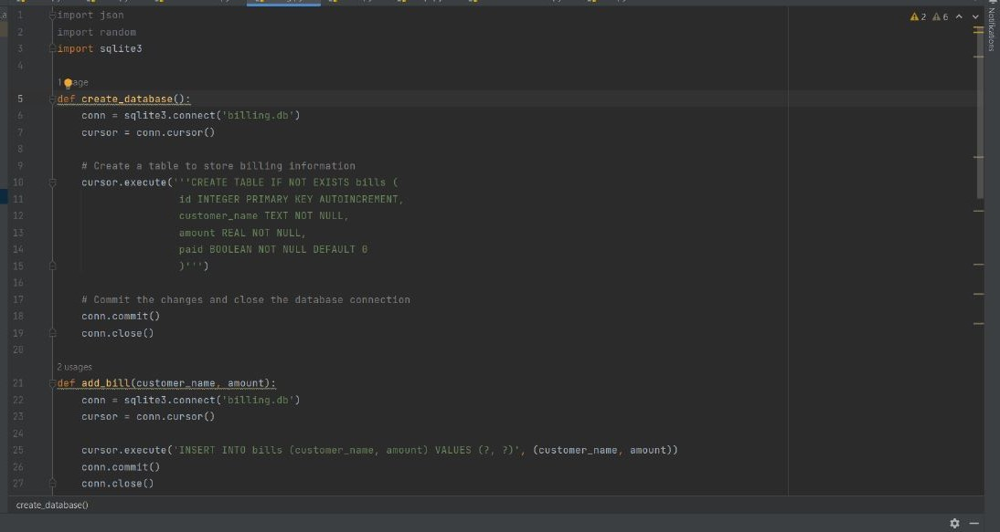 2 6
Notifications
1 import json
2 import random
3 import sqlite3
4
1 usage
5 def create_database():
6 conn = sqlite3.connect('billing.db')
7 cursor = conn.cursor()
8
9 # Create a table to store billing information
10 cursor.execute('''CREATE TABLE IF NOT EXISTS bills (
11 id INTEGER PRIMARY KEY AUTOINCREMENT,
12 customer_name TEXT NOT NULL,
13 amount REAL NOT NULL,
14 paid BOOLEAN NOT NULL DEFAULT 0
15 )''')
16
17 # Commit the changes and close the database connection
18 conn.commit()
19 conn.close()
20
2 usages
21 def add_bill(customer_name, amount):
22 conn = sqlite3.connect('billing.db')
23 cursor = conn.cursor()
24
25 cursor.execute('INSERT INTO bills (customer_name, amount) VALUES (?, ?)', (customer_name, amount))
26 conn.commit()
27 conn.close()
create_database()